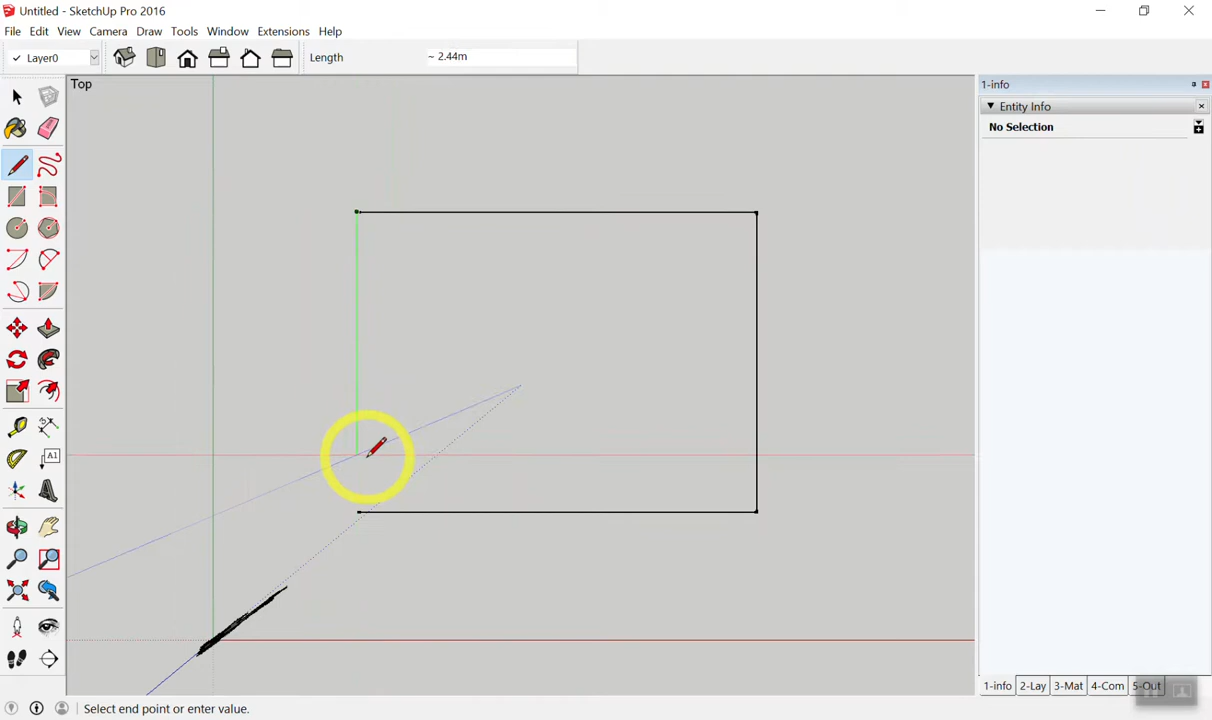 Untitled - SketchUp Pro 2016
File Edit View Camera Draw Tools Window Extensions Help
Layer0 Length ~ 2.44m
Top
1-info
Entity Info
No Selection
A1
1-info 2-Lay 3-Mat 4-Com 5-Out
Select end point or enter value.